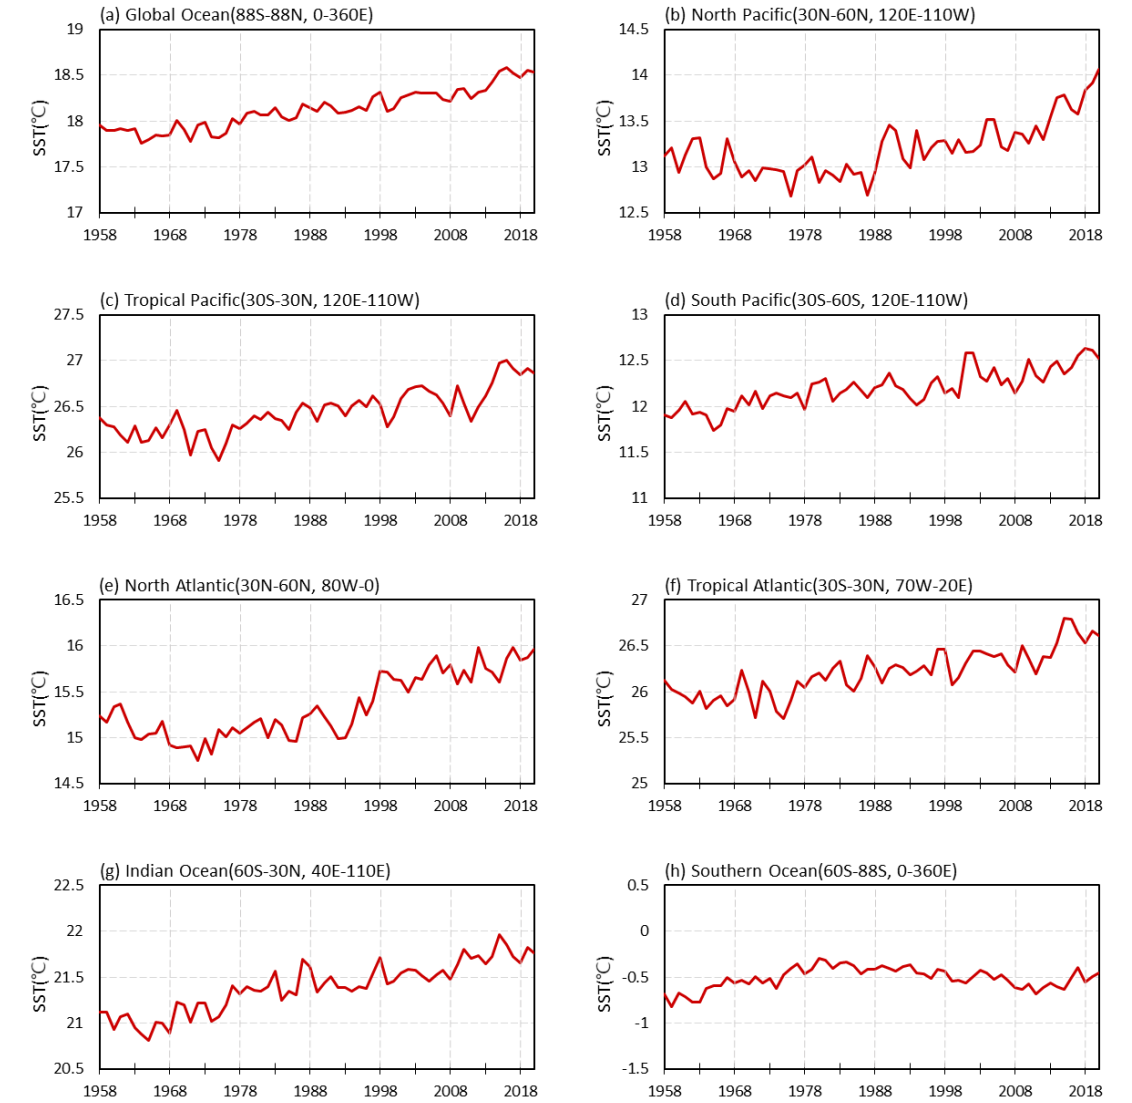 (a) Global Ocean(88S-88N, 0-360E)
19
18.5
18
17.5
17
SST(℃)
1958 1968 1978 1988 1998 2008 2018
(b) North Pacific(30N-60N, 120E-110W)
14.5
14
13.5
13
12.5
SST(℃)
1958 1968 1978 1988 1998 2008 2018
(c) Tropical Pacific(30S-30N, 120E-110W)
27.5
27
26.5
26
25.5
SST(℃)
1958 1968 1978 1988 1998 2008 2018
(d) South Pacific(30S-60S, 120E-110W)
13
12.5
12
11.5
11
SST(℃)
1958 1968 1978 1988 1998 2008 2018
(e) North Atlantic(30N-60N, 80W-0)
16.5
16
15.5
15
14.5
SST(℃)
1958 1968 1978 1988 1998 2008 2018
(f) Tropical Atlantic(30S-30N, 70W-20E)
27
26.5
26
25.5
25
SST(℃)
1958 1968 1978 1988 1998 2008 2018
(g) Indian Ocean(60S-30N, 40E-110E)
22.5
22
21.5
21
20.5
SST(℃)
1958 1968 1978 1988 1998 2008 2018
(h) Southern Ocean(60S-88S, 0-360E)
0.5
0
-0.5
-1
-1.5
SST(℃)
1958 1968 1978 1988 1998 2008 2018